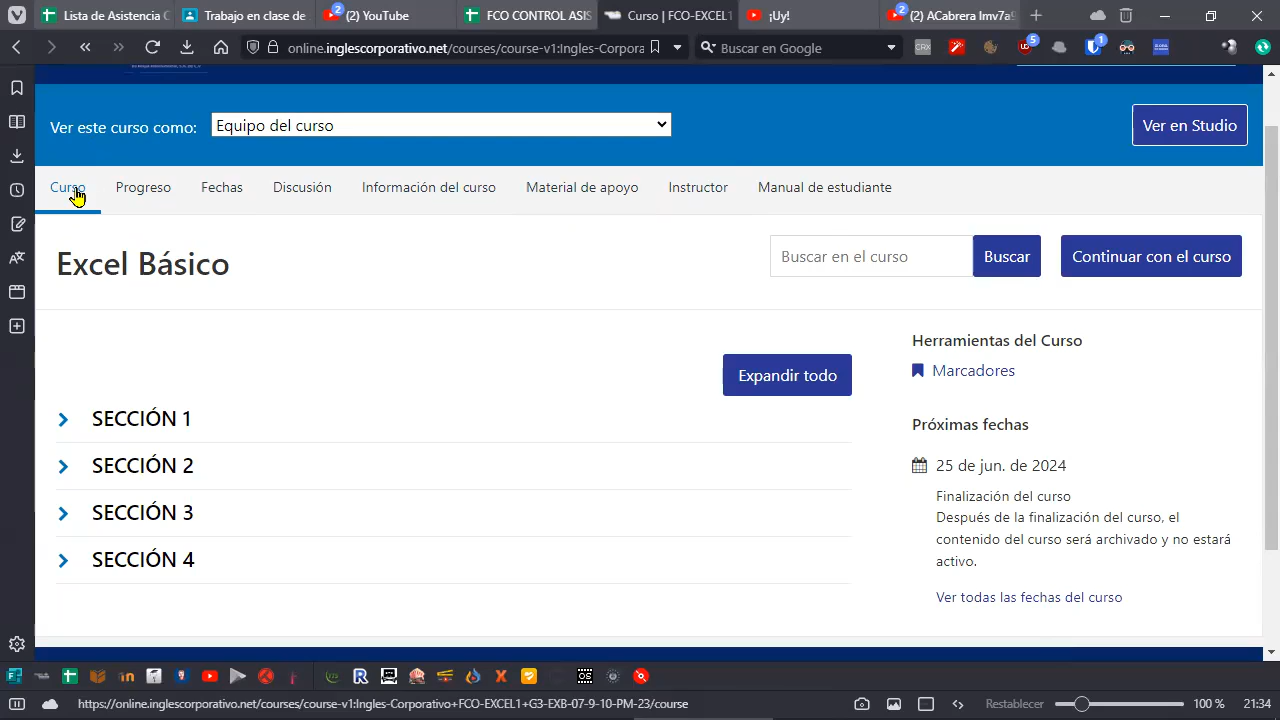 Lista de Asistencia C
Trabajo en clase de
(2) YouTube
FCO CONTROL ASIS
Curso | FCO-EXCEL1
¡Uy!
(2) ACabrera Imv7a9
online.inglescorporativo.net/courses/course-v1:Ingles-Corpora
Buscar en Google
CRX
5
1
Ver este curso como:
Equipo del curso
Ver en Studio
Curso
Progreso
Fechas
Discusión
Información del curso
Material de apoyo
Instructor
Manual de estudiante
Excel Básico
Buscar en el curso
Buscar
Continuar con el curso
Expandir todo
SECCIÓN 1
SECCIÓN 2
SECCIÓN 3
SECCIÓN 4
Herramientas del Curso
Marcadores
Próximas fechas
25 de jun. de 2024
Finalización del curso
Después de la finalización del curso, el
contenido del curso será archivado y no estará
activo.
Ver todas las fechas del curso
https://online.inglescorporativo.net/courses/course-v1:Ingles-Corporativo+FCO-EXCEL1+G3-EXB-07-9-10-PM-23/course
Restablecer
100 %
21:34